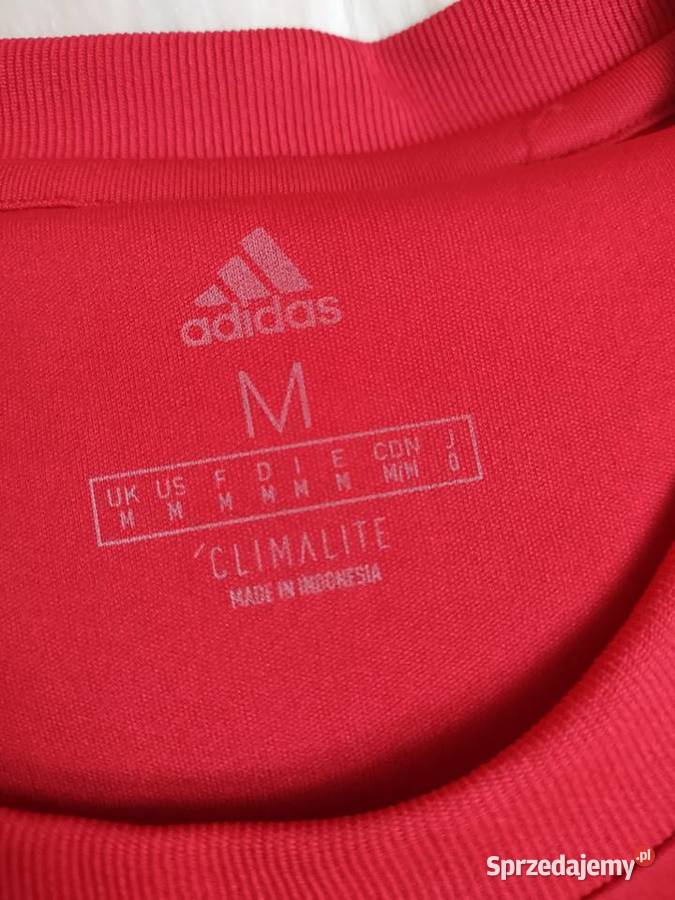 adidas
M
UK US F D I E CDN J
M M M M M M M/M O
CLIMALITE
MADE IN INDONESIA
Sprzedajemy.pl